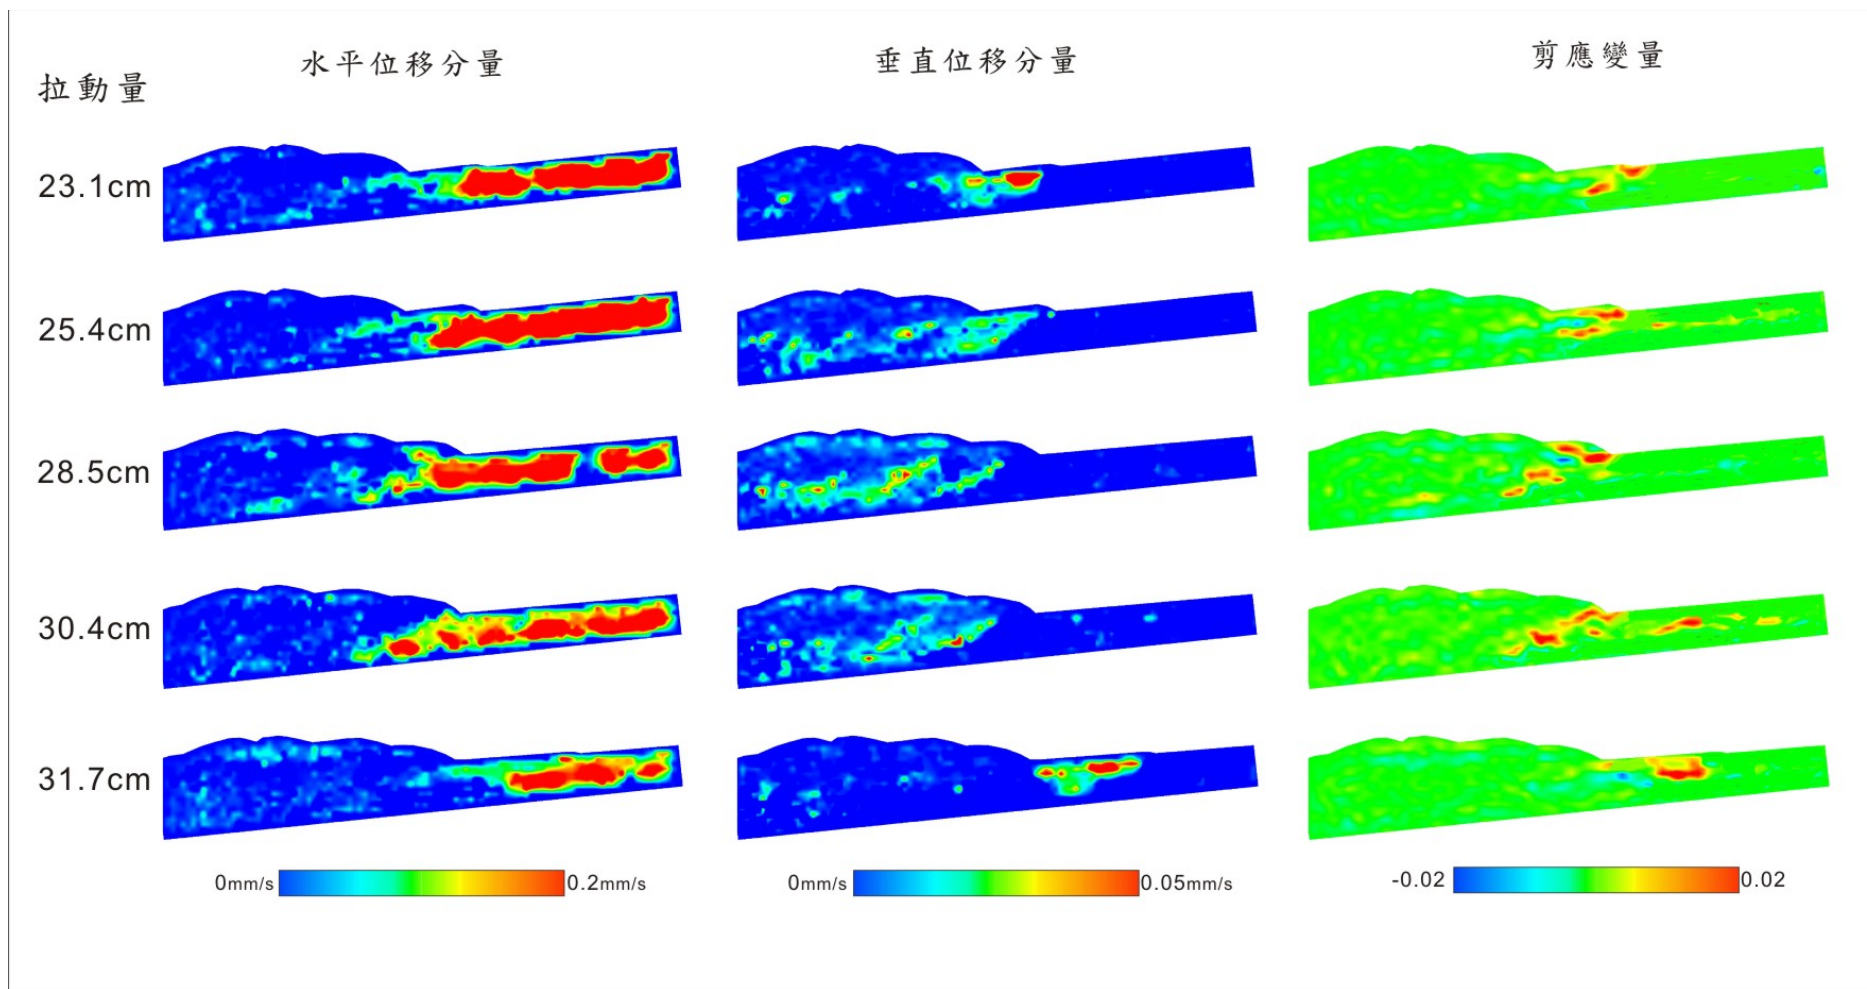 水平位移分量
垂直位移分量
剪應變量
拉動量
23.1cm
25.4cm
28.5cm
30.4cm
31.7cm
0mm/s 0.2mm/s
0mm/s 0.05mm/s
-0.02 0.02